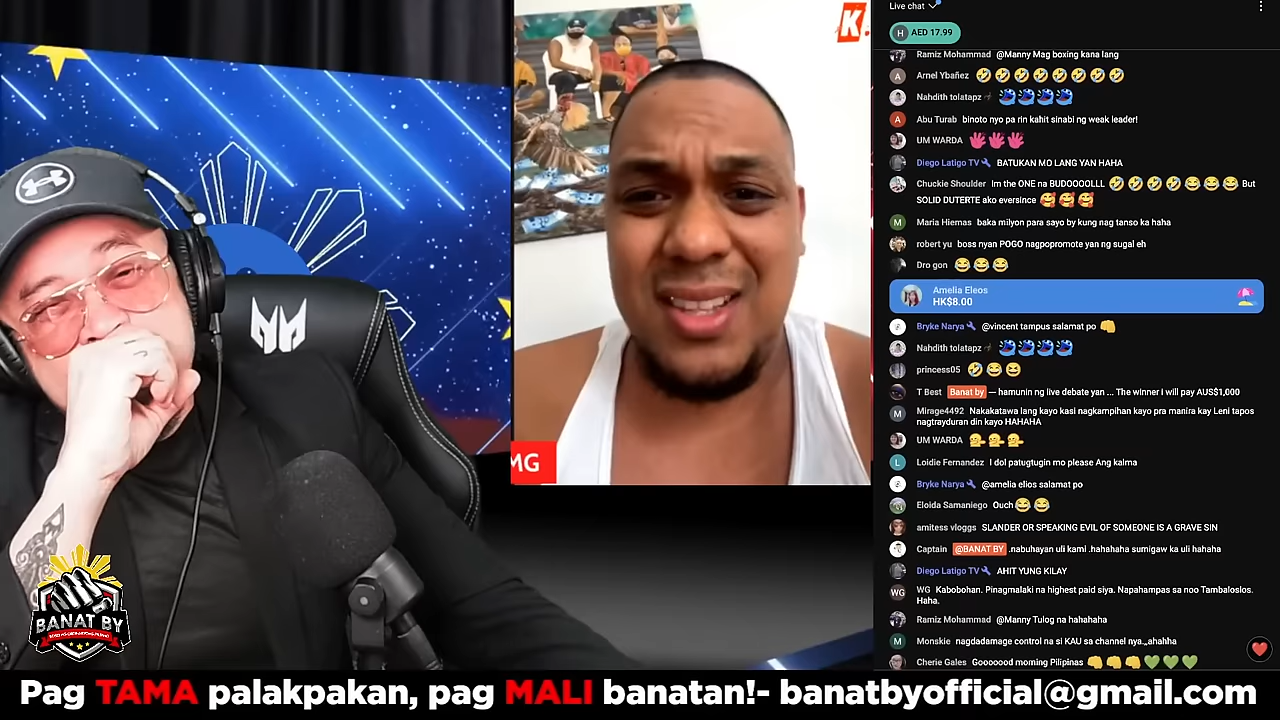 Live chat
H AED 17.99
Ramiz Mohammad @Manny Mag boxing kana lang
A Arnel Ybañez 🤣🤣🤣🤣🤣🤣🤣🤣
Nahdith tolatapz
A Abu Turab binoto nyo pa rin kahit sinabi ng weak leader!
UM WARDA
Diego Latigo TV BATUKAN MO LANG YAN HAHA
Chuckie Shoulder Im the ONE na BUDOOOOLLL 🤣🤣🤣🤣😂😂😂 But
SOLID DUTERTE ako eversince 🥰🥰🥰
M Maria Hiemas baka milyon para sayo by kung nag tanso ka haha
robert yu boss nyan POGO nagpopromote yan ng sugal eh
Dro gon 😂😂😂
Amelia Eleos
HK$8.00
Bryke Narya @vincent tampus salamat po 👊
Nahdith tolatapz
princess05 🤣😂😆
T Best Banat by — hamunin ng live debate yan ... The winner I will pay AUS$1,000
M Mirage4492 Nakakatawa lang kayo kasi nagkampihan kayo pra manira kay Leni tapos
nagtrayduran din kayo HAHAHA
UM WARDA
L Loidie Fernandez I dol patugtugin mo please Ang kalma
Bryke Narya @amelia elios salamat po
Eloida Samaniego Ouch😂😂
amitess vloggs SLANDER OR SPEAKING EVIL OF SOMEONE IS A GRAVE SIN
Captain @BANAT BY .nabuhayan uli kami .hahahaha sumigaw ka uli hahaha
Diego Latigo TV AHIT YUNG KILAY
WG WG Kabobohan. Pinagmalaki na highest paid siya. Napahampas sa noo Tambaloslos.
Haha.
Ramiz Mohammad @Manny Tulog na hahahaha
M Monskie nagdadamage control na si KAU sa channel nya.,,ahahha
Cherie Gales Gooooood morning Pilipinas 👊👊👊💚💚💚
K.
MG
BANAT BY
Pag TAMA palakpakan, pag MALI banatan!- banatbyofficial@gmail.com